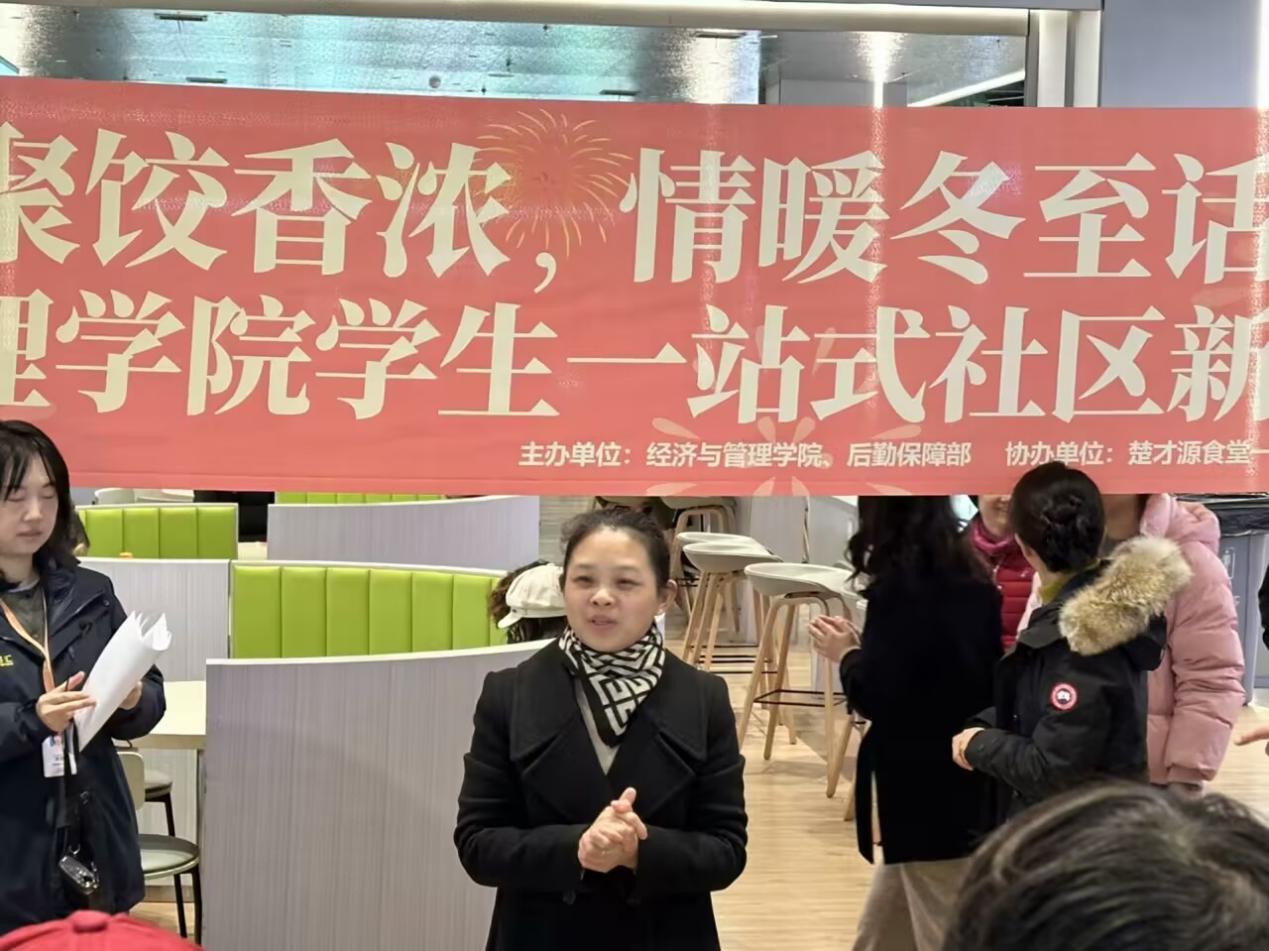 聚饺香浓，情暖冬至话
理学院学生一站式社区新
主办单位：经济与管理学院、后勤保障部 协办单位：楚才源食堂一